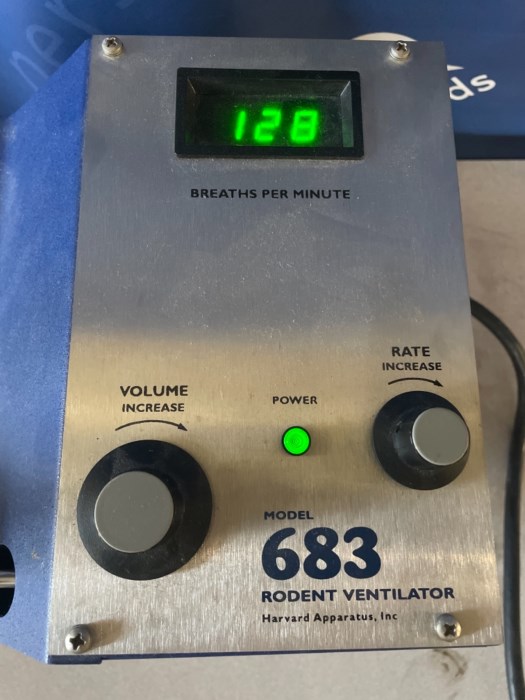 128
BREATHS PER MINUTE
RATE
INCREASE
VOLUME
INCREASE
POWER
MODEL
683
RODENT VENTILATOR
Harvard Apparatus, Inc